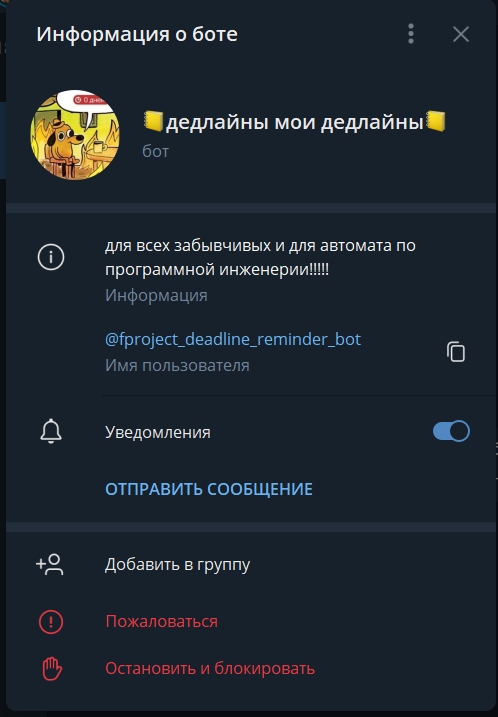 Информация о боте
0 дней
📒дедлайны мои дедлайны📒
бот
для всех забывчивых и для автомата по
программной инженерии!!!!!
Информация
@fproject_deadline_reminder_bot
Имя пользователя
Уведомления
ОТПРАВИТЬ СООБЩЕНИЕ
Добавить в группу
Пожаловаться
Остановить и блокировать